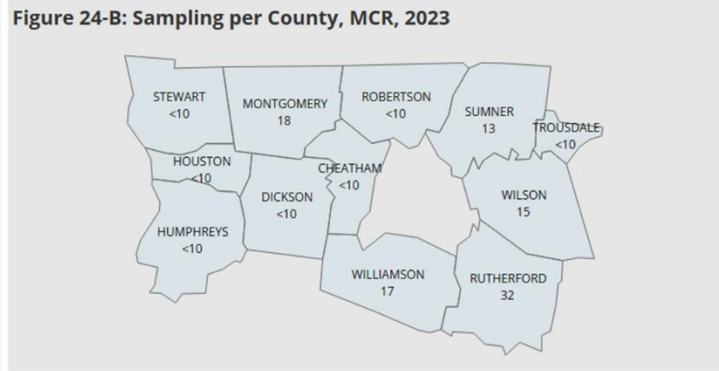 Figure 24-B: Sampling per County, MCR, 2023
STEWART
<10
MONTGOMERY
18
ROBERTSON
<10
SUMNER
13
TROUSDALE
<10
HOUSTON
<10
CHEATHAM
<10
DICKSON
<10
WILSON
15
HUMPHREYS
<10
WILLIAMSON
17
RUTHERFORD
32